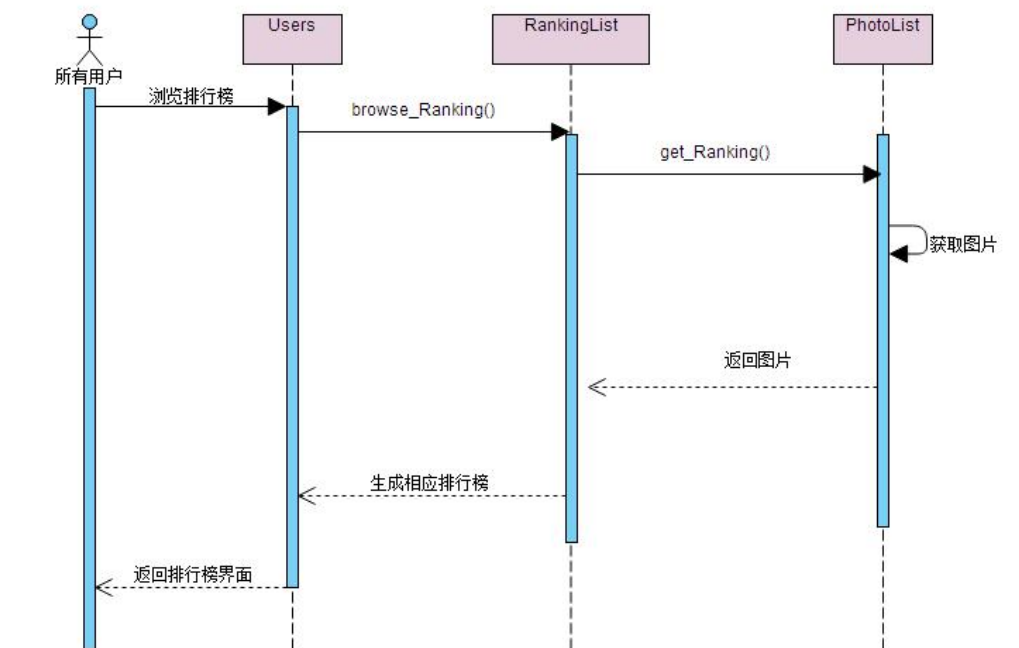 Users
RankingList
PhotoList
所有用户
浏览排行榜
browse_Ranking()
get_Ranking()
获取图片
返回图片
生成相应排行榜
返回排行榜界面